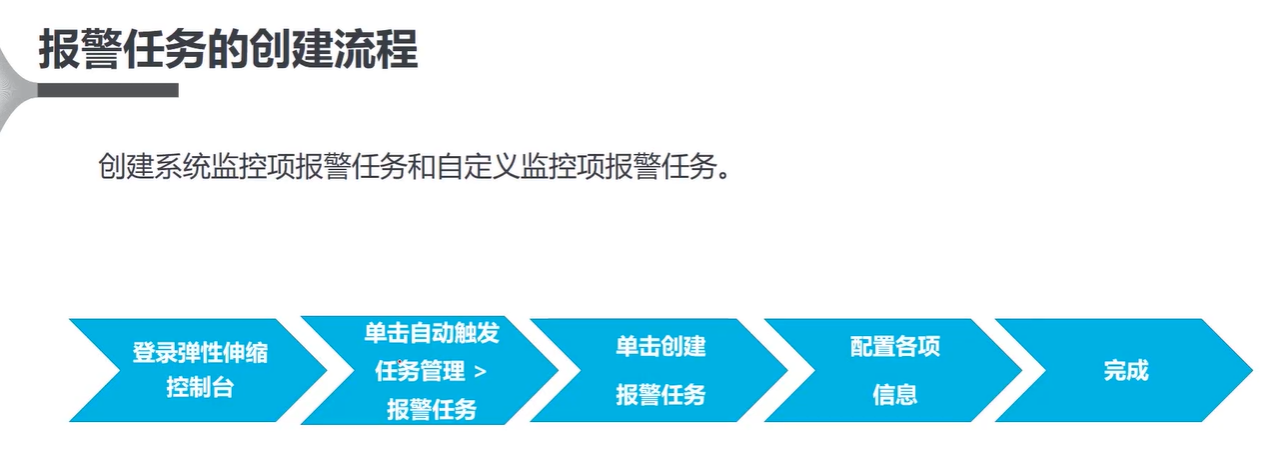 报警任务的创建流程
创建系统监控项报警任务和自定义监控项报警任务。
登录弹性伸缩
控制台
单击自动触发
任务管理 >
报警任务
单击创建
报警任务
配置各项
信息
完成